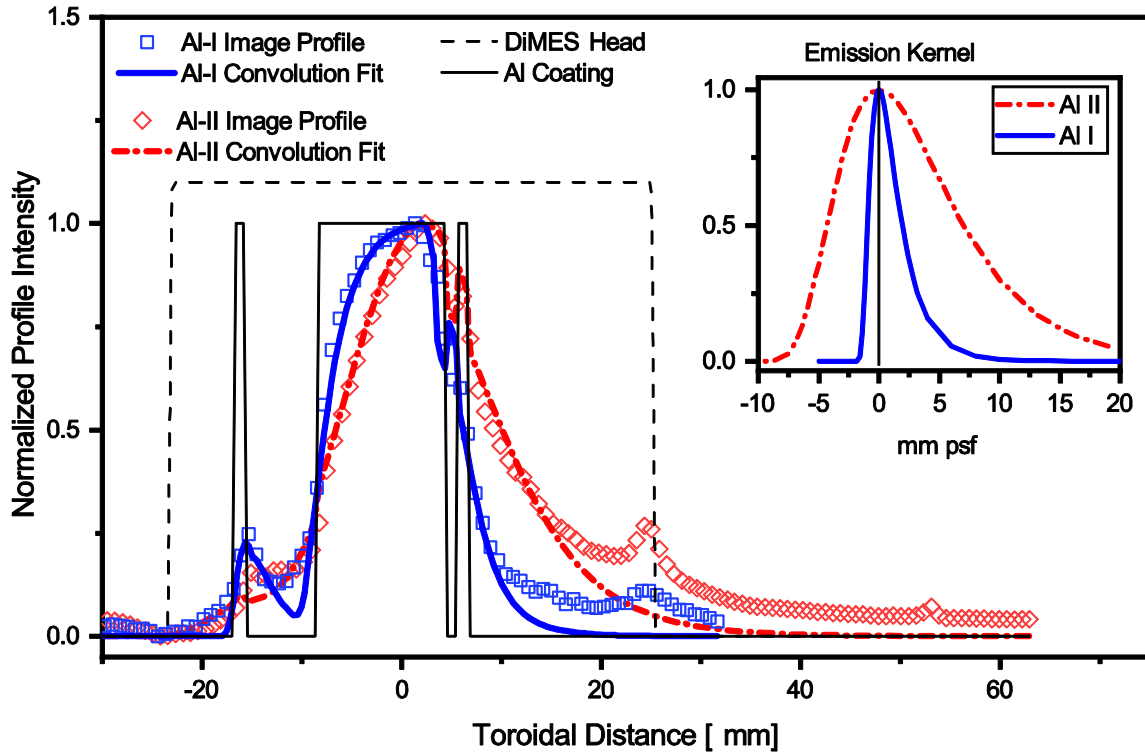 1.5
Al-I Image Profile
DiMES Head
Al-I Convolution Fit
Al Coating
Al-II Image Profile
Al-II Convolution Fit
Emission Kernel
Al II
Al I
1.0
0.5
0.0
-10 -5 0 5 10 15 20
mm psf
1.0
0.5
0.0
Normalized Profile Intensity
-20 0 20 40 60
Toroidal Distance [ mm]